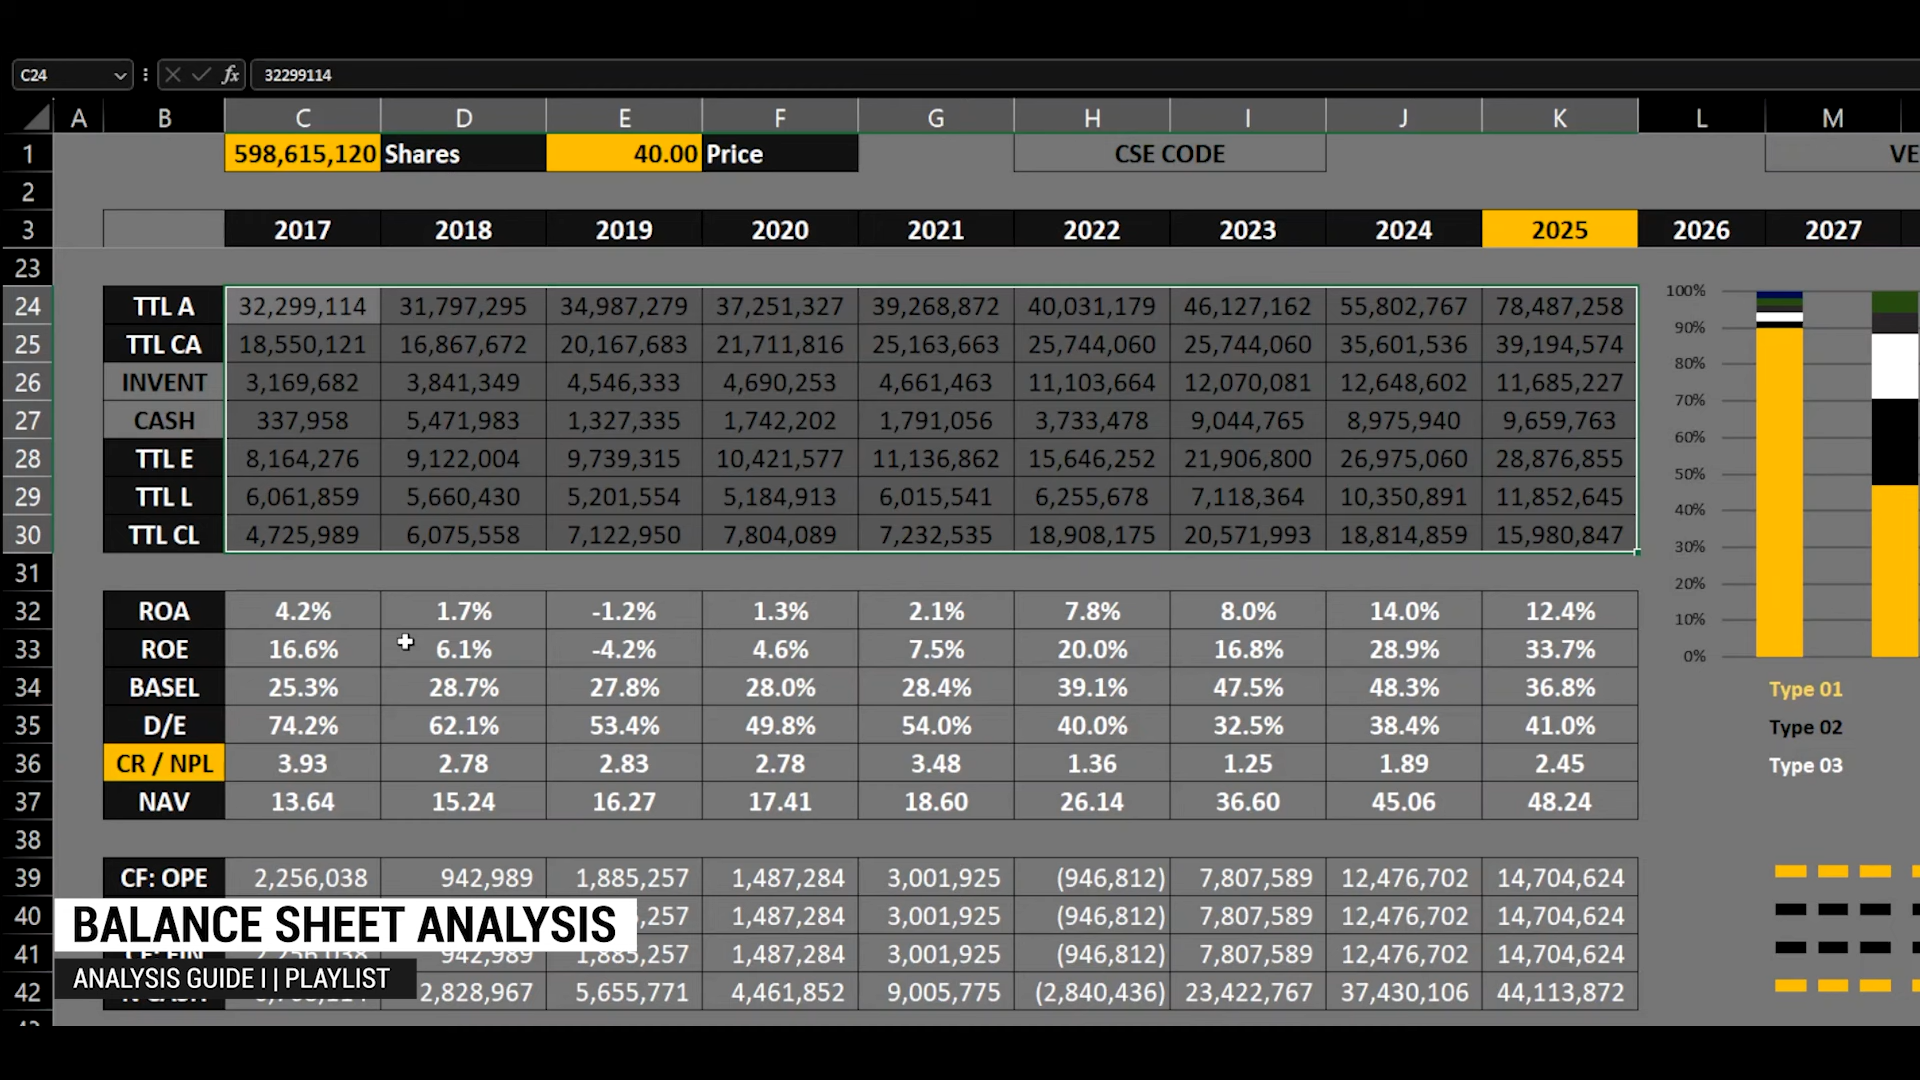 C24 fx 32299114
A B C D E F G H I J K L M
1 598,615,120 Shares 40.00 Price CSE CODE VE
2
3 2017 2018 2019 2020 2021 2022 2023 2024 2025 2026 2027
23
24 TTL A 32,299,114 31,797,295 34,987,279 37,251,327 39,268,872 40,031,179 46,127,162 55,802,767 78,487,258
25 TTL CA 18,550,121 16,867,672 20,167,683 21,711,816 25,163,663 25,744,060 25,744,060 35,601,536 39,194,574
26 INVENT 3,169,682 3,841,349 4,546,333 4,690,253 4,661,463 11,103,664 12,070,081 12,648,602 11,685,227
27 CASH 337,958 5,471,983 1,327,335 1,742,202 1,791,056 3,733,478 9,044,765 8,975,940 9,659,763
28 TTL E 8,164,276 9,122,004 9,739,315 10,421,577 11,136,862 15,646,252 21,906,800 26,975,060 28,876,855
29 TTL L 6,061,859 5,660,430 5,201,554 5,184,913 6,015,541 6,255,678 7,118,364 10,350,891 11,852,645
30 TTL CL 4,725,989 6,075,558 7,122,950 7,804,089 7,232,535 18,908,175 20,571,993 18,814,859 15,980,847
31
32 ROA 4.2% 1.7% -1.2% 1.3% 2.1% 7.8% 8.0% 14.0% 12.4%
33 ROE 16.6% 6.1% -4.2% 4.6% 7.5% 20.0% 16.8% 28.9% 33.7%
34 BASEL 25.3% 28.7% 27.8% 28.0% 28.4% 39.1% 47.5% 48.3% 36.8%
35 D/E 74.2% 62.1% 53.4% 49.8% 54.0% 40.0% 32.5% 38.4% 41.0%
36 CR / NPL 3.93 2.78 2.83 2.78 3.48 1.36 1.25 1.89 2.45
37 NAV 13.64 15.24 16.27 17.41 18.60 26.14 36.60 45.06 48.24
38
39 CF: OPE 2,256,038 942,989 1,885,257 1,487,284 3,001,925 (946,812) 7,807,589 12,476,702 14,704,624
40 ,257 1,487,284 3,001,925 (946,812) 7,807,589 12,476,702 14,704,624
41 1,487,284 3,001,925 (946,812) 7,807,589 12,476,702 14,704,624
42 2,828,967 5,655,771 4,461,852 9,005,775 (2,840,436) 23,422,767 37,430,106 44,113,872
100%
90%
80%
70%
60%
50%
40%
30%
20%
10%
0%
Type 01
Type 02
Type 03
BALANCE SHEET ANALYSIS
ANALYSIS GUIDE I || PLAYLIST